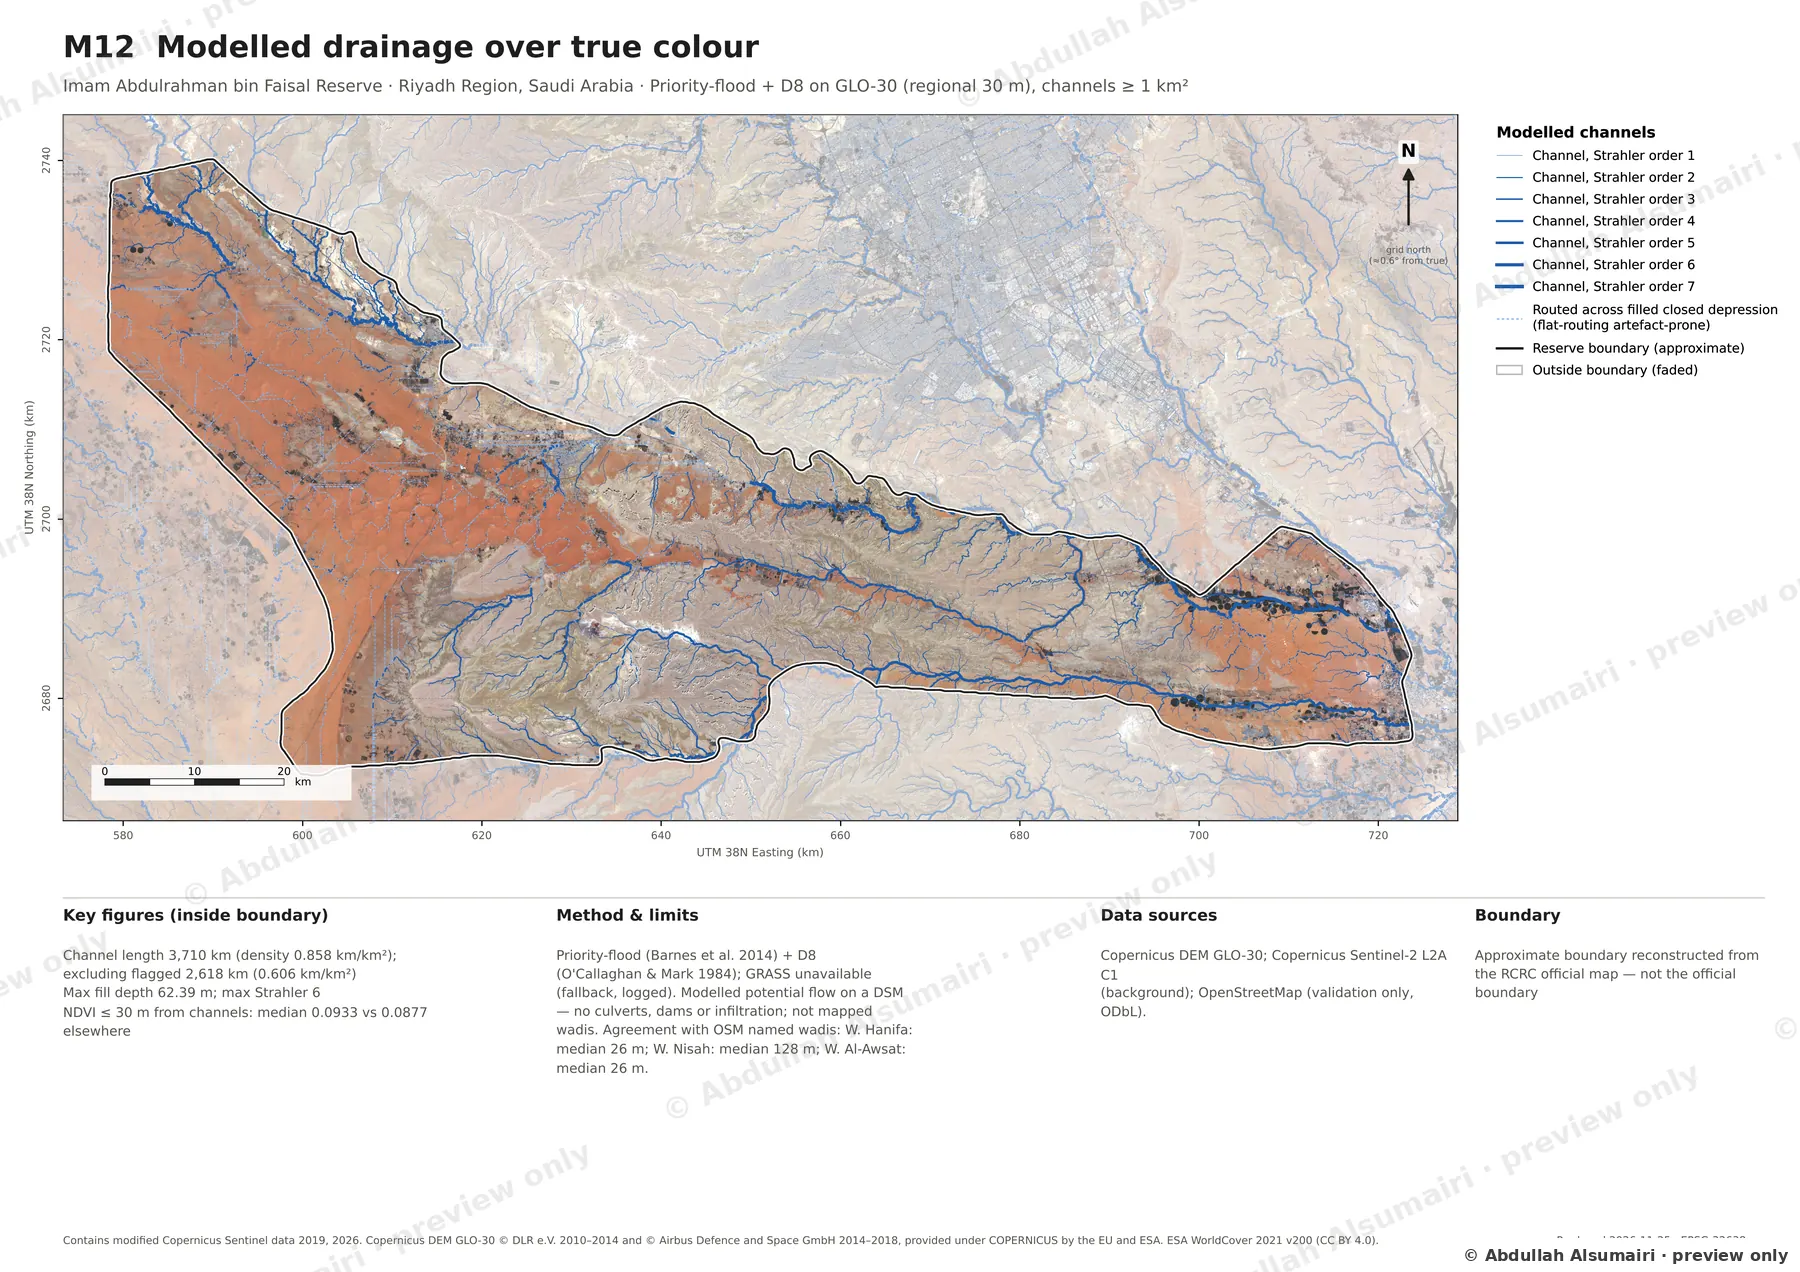 M12 Modelled drainage over true colour
Imam Abdulrahman bin Faisal Reserve · Riyadh Region, Saudi Arabia · Priority-flood + D8 on GLO-30 (regional 30 m), channels ≥ 1 km²
N
grid north
(≈0.6° from true)
2740
2720
2700
2680
UTM 38N Northing (km)
0 10 20 km
580 600 620 640 660 680 700 720
UTM 38N Easting (km)
Modelled channels
Channel, Strahler order 1
Channel, Strahler order 2
Channel, Strahler order 3
Channel, Strahler order 4
Channel, Strahler order 5
Channel, Strahler order 6
Channel, Strahler order 7
Routed across filled closed depression
(flat-routing artefact-prone)
Reserve boundary (approximate)
Outside boundary (faded)
Key figures (inside boundary)
Channel length 3,710 km (density 0.858 km/km²);
excluding flagged 2,618 km (0.606 km/km²)
Max fill depth 62.39 m; max Strahler 6
NDVI ≤ 30 m from channels: median 0.0933 vs 0.0877
elsewhere
Method & limits
Priority-flood (Barnes et al. 2014) + D8
(O'Callaghan & Mark 1984); GRASS unavailable
(fallback, logged). Modelled potential flow on a DSM
— no culverts, dams or infiltration; not mapped
wadis. Agreement with OSM named wadis: W. Hanifa:
median 26 m; W. Nisah: median 128 m; W. Al-Awsat:
median 26 m.
Data sources
Copernicus DEM GLO-30; Copernicus Sentinel-2 L2A
C1
(background); OpenStreetMap (validation only,
ODbL).
Boundary
Approximate boundary reconstructed from
the RCRC official map — not the official
boundary
Contains modified Copernicus Sentinel data 2019, 2026. Copernicus DEM GLO-30 © DLR e.V. 2010–2014 and © Airbus Defence and Space GmbH 2014–2018, provided under COPERNICUS by the EU and ESA. ESA WorldCover 2021 v200 (CC BY 4.0).
© Abdullah Alsumairi · preview only